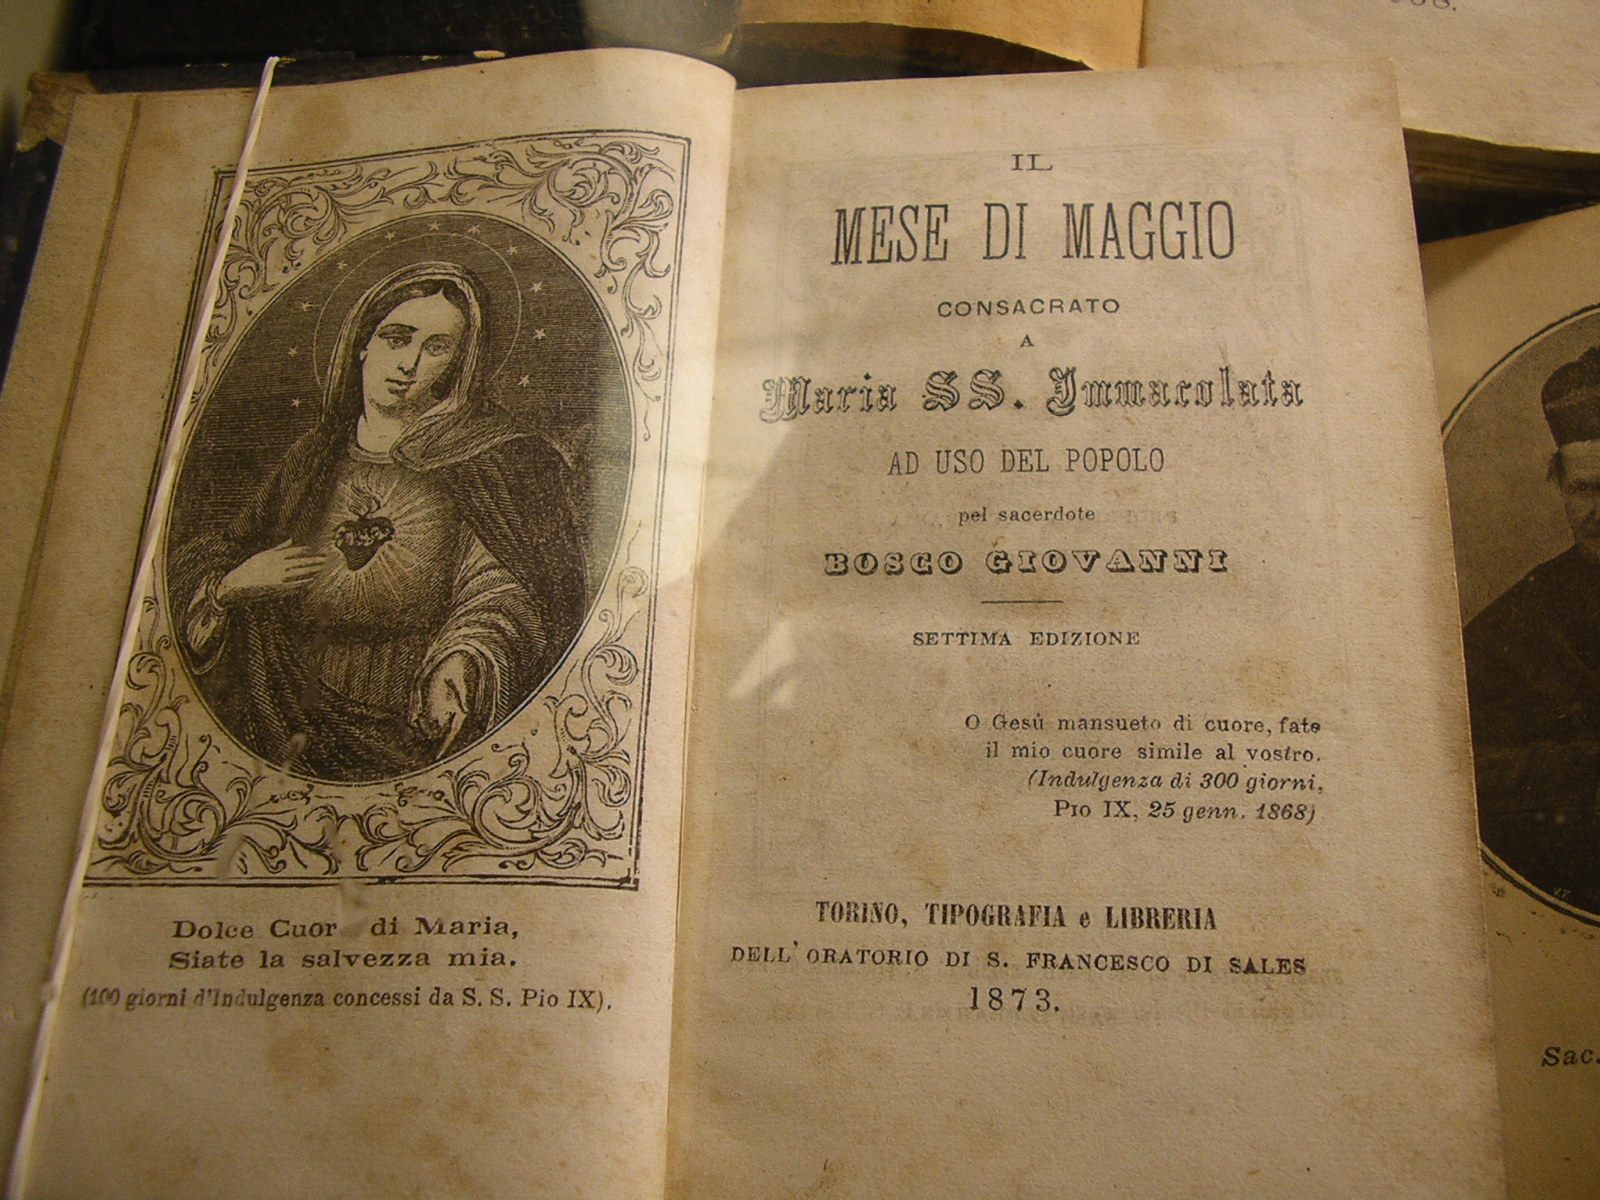 Dolce Cuor di Maria,
Siate la salvezza mia.
(100 giorni d'Indulgenza concessi da S. S. Pio IX).
IL
MESE DI MAGGIO
CONSACRATO
A
Maria SS. Immacolata
AD USO DEL POPOLO
pel sacerdote
BOSCO GIOVANNI
SETTIMA EDIZIONE
O Gesù mansueto di cuore, fate
il mio cuore simile al vostro.
(Indulgenza di 300 giorni,
Pio IX, 25 genn. 1868)
TORINO, TIPOGRAFIA e LIBRERIA
DELL' ORATORIO DI S. FRANCESCO DI SALES
1873.
Sac.